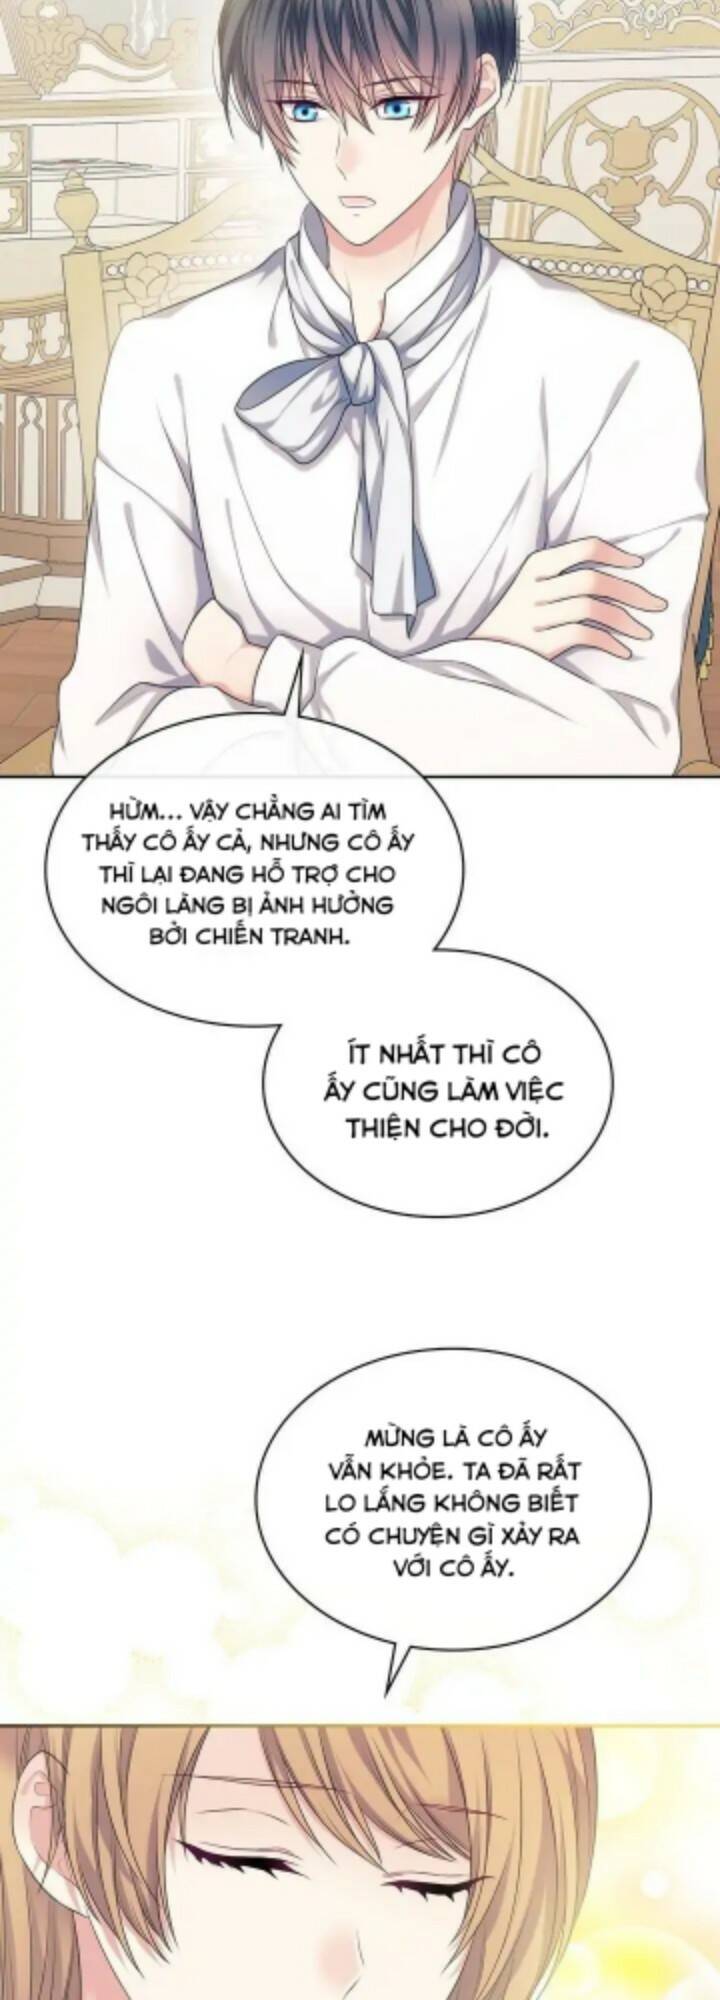 HỪM... VẬY CHẲNG AI TÌM
THẤY CÔ ẤY CẢ, NHƯNG CÔ ẤY
THÌ LẠI ĐANG HỖ TRỢ CHO
NGÔI LÀNG BỊ ẢNH HƯỞNG
BỞI CHIẾN TRANH.
ÍT NHẤT THÌ CÔ
ẤY CŨNG LÀM VIỆC
THIỆN CHO ĐỜI.
MỪNG LÀ CÔ ẤY
VẪN KHỎE. TA ĐÃ RẤT
LO LẮNG KHÔNG BIẾT
CÓ CHUYỆN GÌ XẢY RA
VỚI CÔ ẤY.